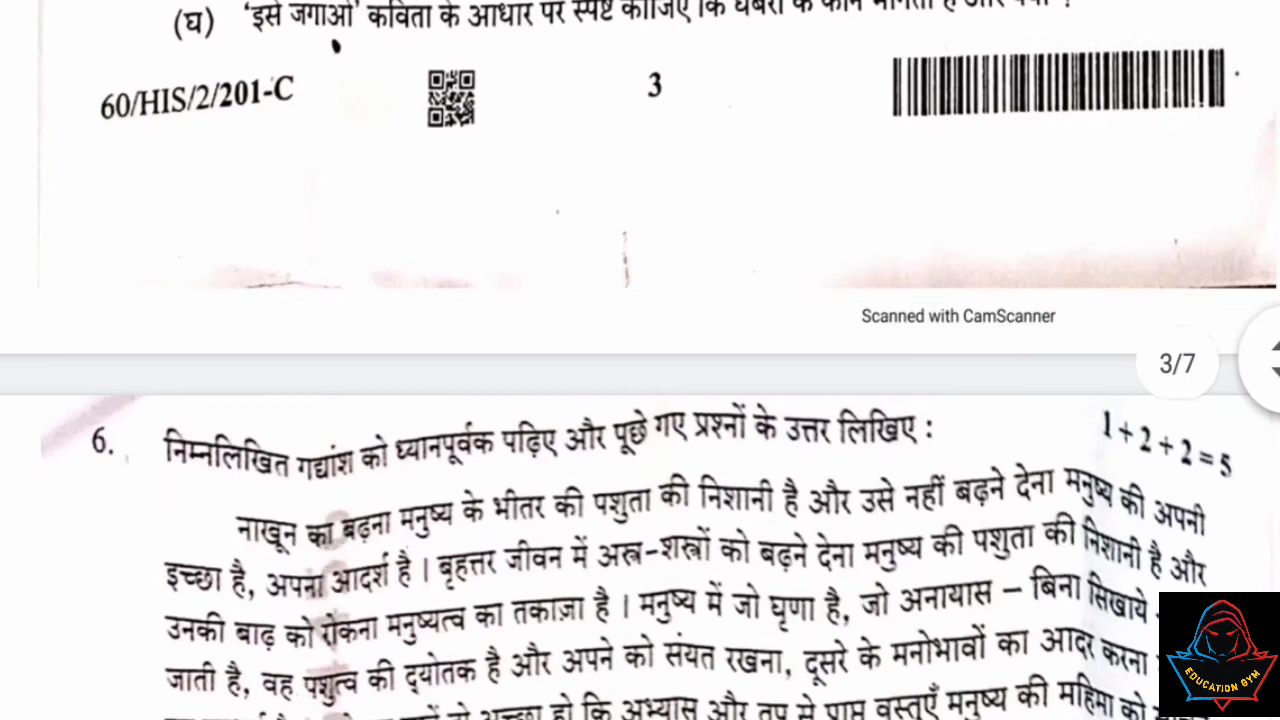 (घ) 'इसे जगाओ' कविता के आधार पर स्पष्ट कीजिए कि
60/HIS/2/201-C
3
Scanned with CamScanner
3/7
6. निम्नलिखित गद्यांश को ध्यानपूर्वक पढ़िए और पूछे गए प्रश्नों के उत्तर लिखिए : 1 + 2 + 2 = 5
नाखून का बढ़ना मनुष्य के भीतर की पशुता की निशानी है और उसे नहीं बढ़ने देना मनुष्य की अपनी
इच्छा है, अपना आदर्श है । बृहत्तर जीवन में अस्त्र-शस्त्रों को बढ़ने देना मनुष्य की पशुता की निशानी है और
उनकी बाढ़ को रोकना मनुष्यत्व का तकाज़ा है । मनुष्य में जो घृणा है, जो अनायास – बिना सिखाये
जाती है, वह पशुत्व की द्योतक है और अपने को संयत रखना, दूसरे के मनोभावों का आदर करना
अच्छा हो कि अभ्यास और तप से प्राप्त वस्तुएँ मनुष्य की महिमा को
EDUCATION GYM